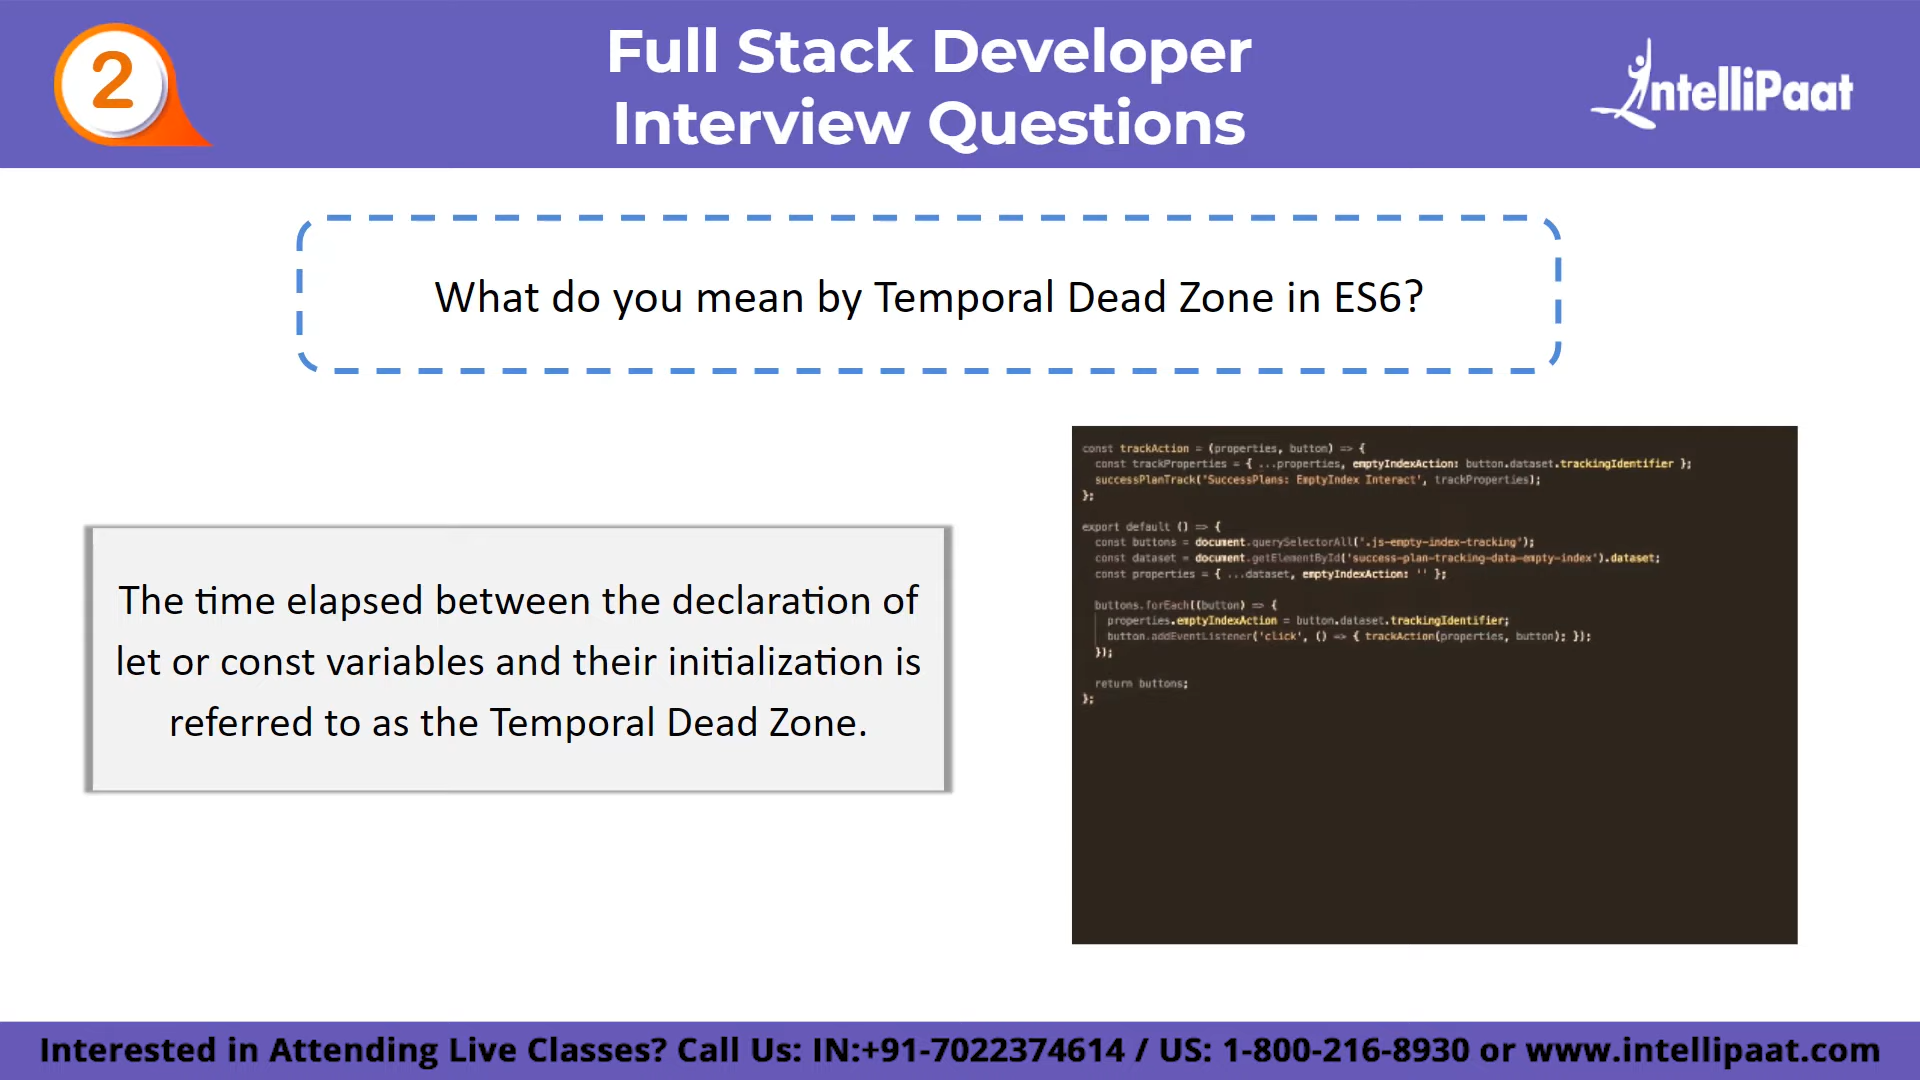 2
Full Stack Developer
Interview Questions
IntelliPaat
What do you mean by Temporal Dead Zone in ES6?
The time elapsed between the declaration of
let or const variables and their initialization is
referred to as the Temporal Dead Zone.
const trackAction = (properties, button) => {
const trackProperties = { ...properties, emptyIndexAction: button.dataset.trackingIdentifier };
successPlanTrack('SuccessPlans: EmptyIndex Interact', trackProperties);
};
export default () => {
const buttons = document.querySelectorAll('.js-empty-index-tracking');
const dataset = document.getElementById('success-plan-tracking-data-empty-index').dataset;
const properties = { ...dataset, emptyIndexAction: '' };
buttons.forEach((button) => {
properties.emptyIndexAction = button.dataset.trackingIdentifier;
button.addEventListener('click', () => { trackAction(properties, button); });
});
return buttons;
};
Interested in Attending Live Classes? Call Us: IN:+91-7022374614 / US: 1-800-216-8930 or www.intellipaat.com